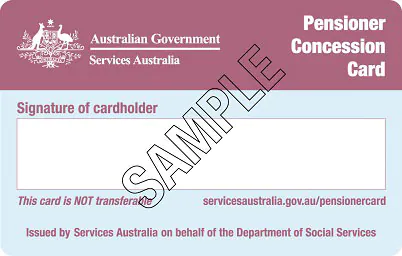 Australian Government
Services Australia
Pensioner
Concession
Card
Signature of cardholder
SAMPLE
This card is NOT transferable
servicesaustralia.gov.au/pensionercard
Issued by Services Australia on behalf of the Department of Social Services